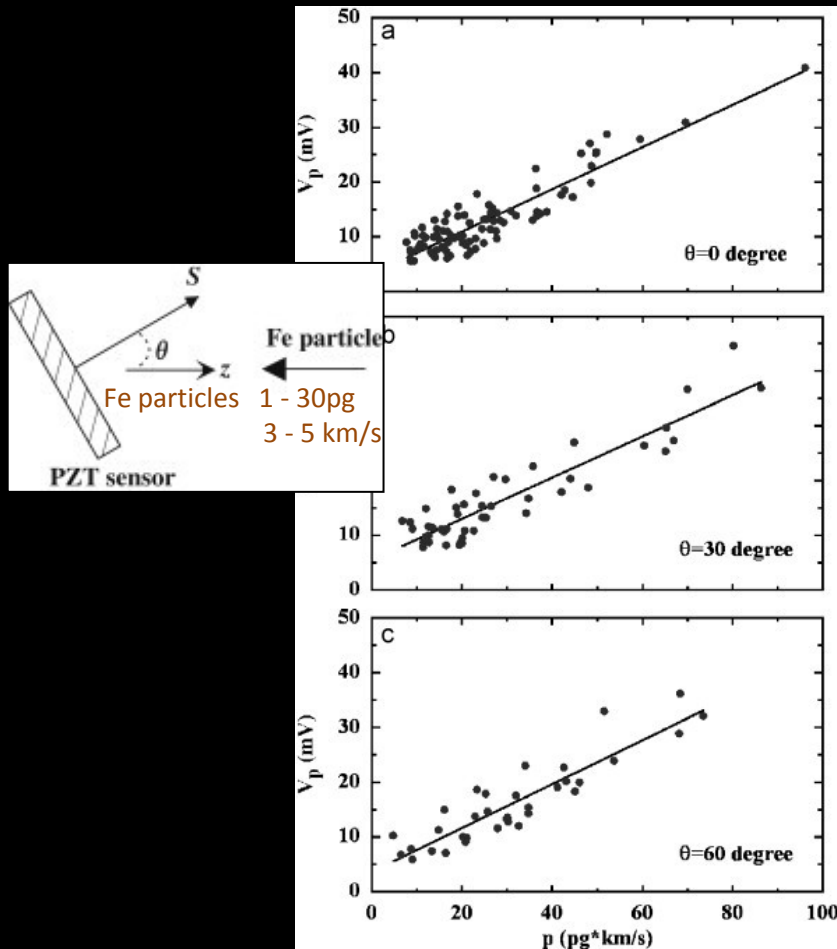 a
50
40
30
20
10
V_p (mV)
θ=0 degree
S
θ
z
Fe particle
Fe particles 1 - 30pg
3 - 5 km/s
PZT sensor
b
10
0
θ=30 degree
c
50
40
30
20
10
0
V_p (mV)
θ=60 degree
0 20 40 60 80 100
p (pg*km/s)